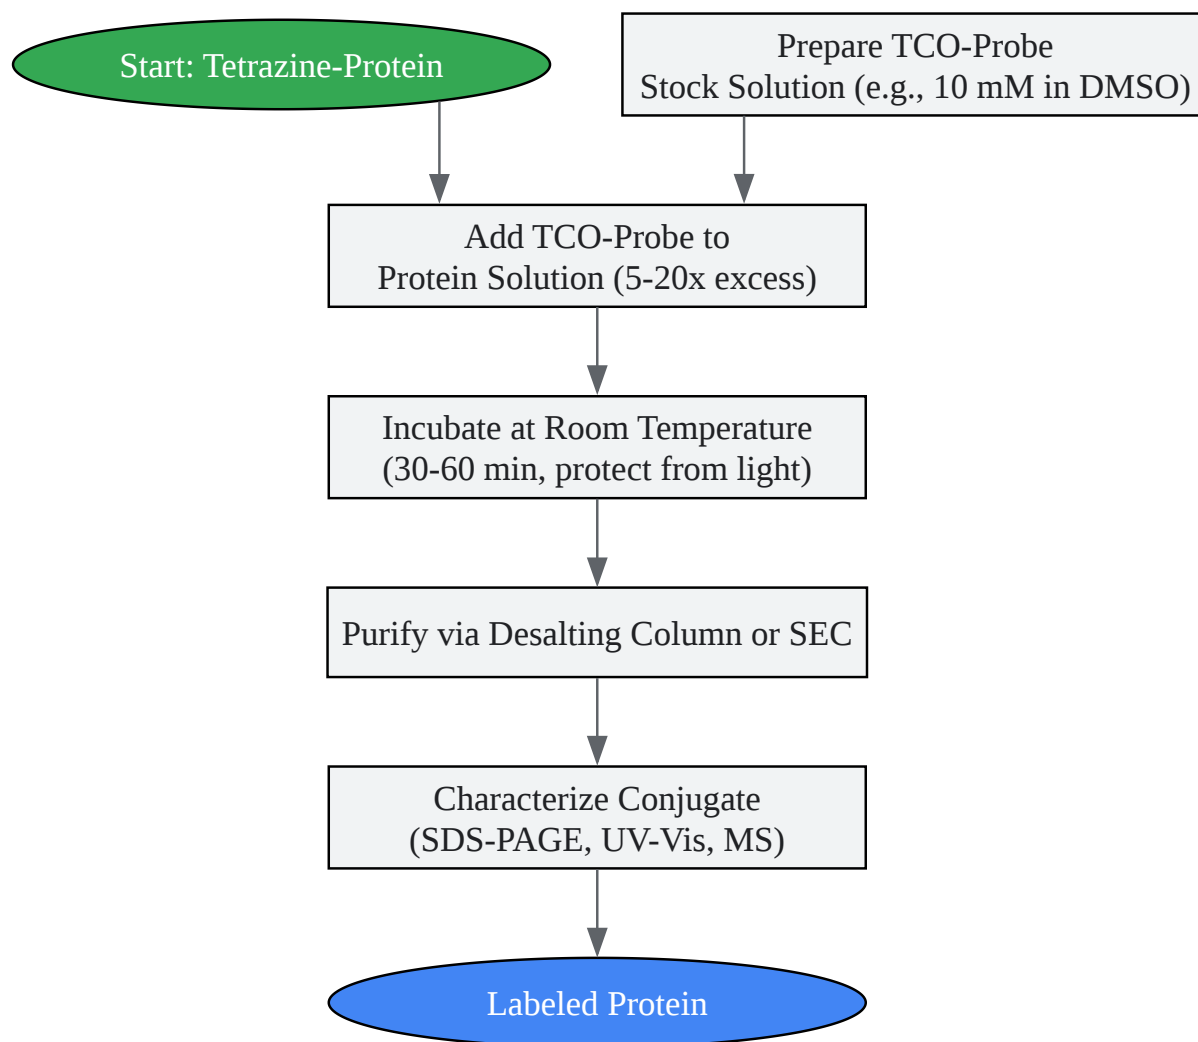 Start: Tetrazine-Protein
Prepare TCO-Probe
Stock Solution (e.g., 10 mM in DMSO)
Add TCO-Probe to
Protein Solution (5-20x excess)
Incubate at Room Temperature
(30-60 min, protect from light)
Purify via Desalting Column or SEC
Characterize Conjugate
(SDS-PAGE, UV-Vis, MS)
Labeled Protein